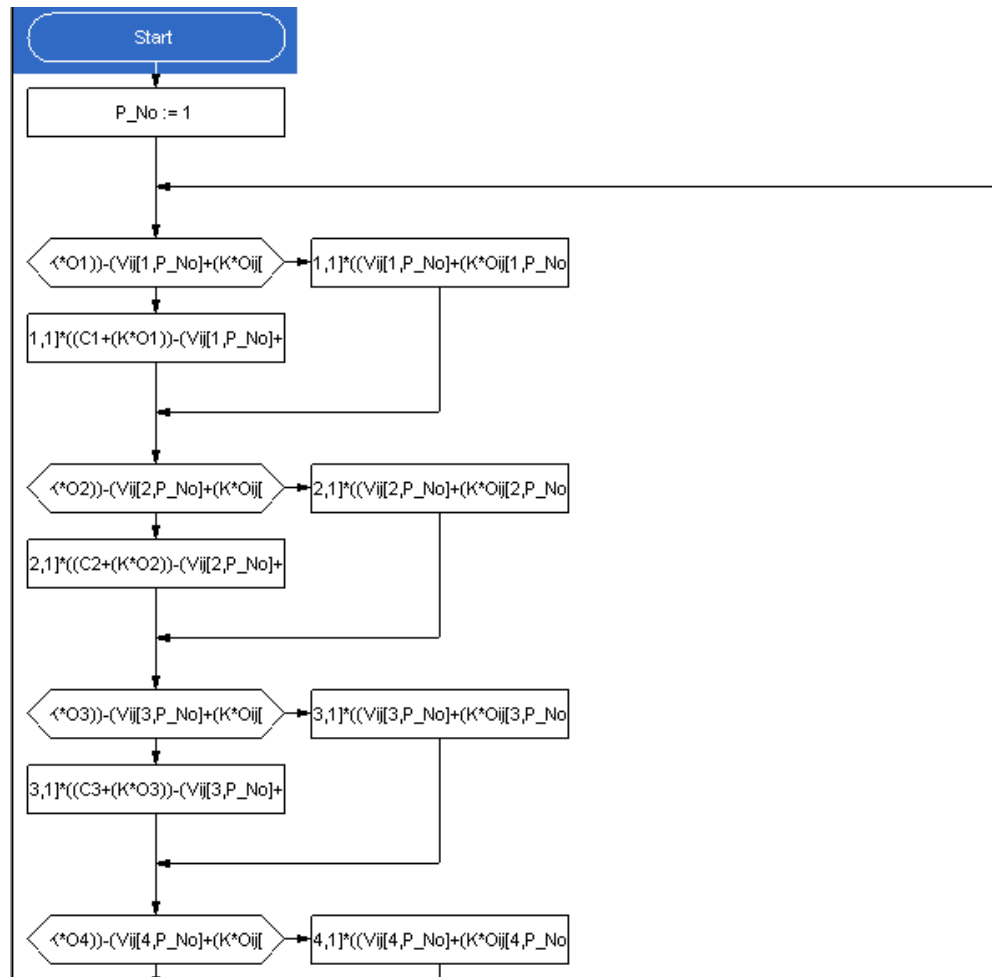 Start
P_No := 1
(*O1))-(Vij[1,P_No]+(K*Oij[
1,1]*((Vij[1,P_No]+(K*Oij[1,P_No
1,1]*((C1+(K*O1))-(Vij[1,P_No]+
(*O2))-(Vij[2,P_No]+(K*Oij[
2,1]*((Vij[2,P_No]+(K*Oij[2,P_No
2,1]*((C2+(K*O2))-(Vij[2,P_No]+
(*O3))-(Vij[3,P_No]+(K*Oij[
3,1]*((Vij[3,P_No]+(K*Oij[3,P_No
3,1]*((C3+(K*O3))-(Vij[3,P_No]+
(*O4))-(Vij[4,P_No]+(K*Oij[
4,1]*((Vij[4,P_No]+(K*Oij[4,P_No